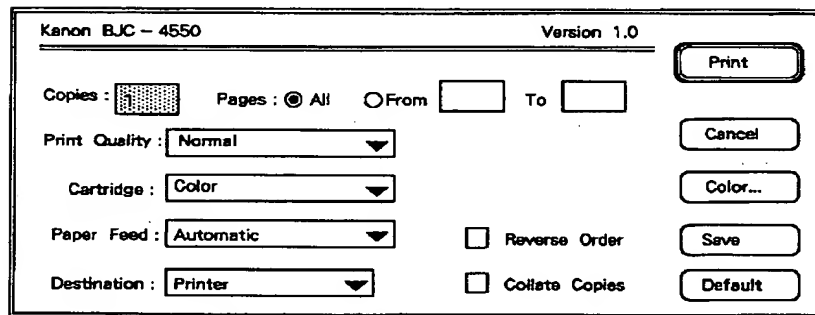 Kanon BJC - 4550 Version 1.0
Print
Copies : 1 Pages : All From To
Print Quality : Normal
Cancel
Cartridge : Color
Color...
Paper Feed : Automatic
Reverse Order
Save
Destination : Printer
Collate Copies
Default